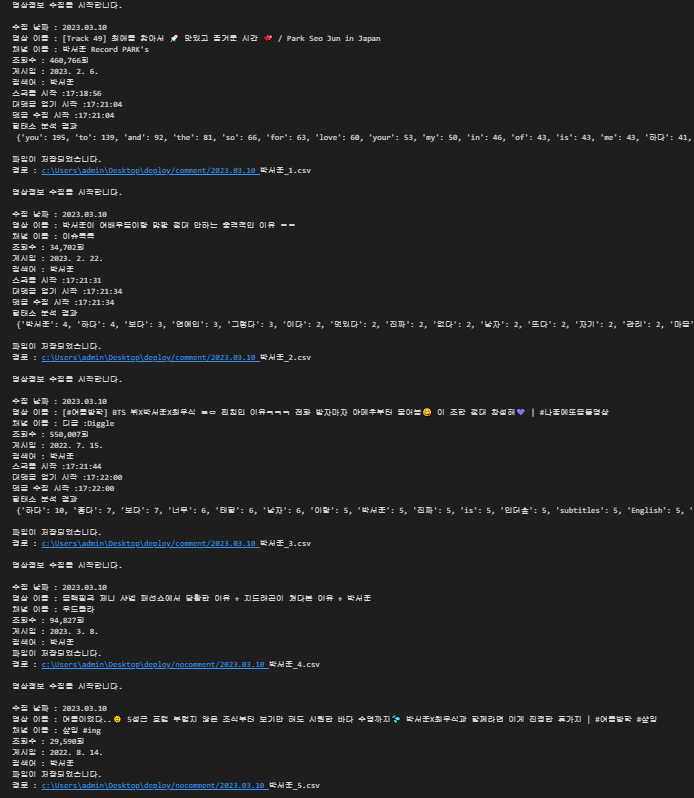 영상정보 수집을 시작합니다.
수집 날짜 : 2023.03.10
영상 이름 : [Track 49] 최애를 찾아서 🚀 맛있고 즐거운 시간 ❤️ / Park Seo Jun in Japan
채널 이름 : 박서준 Record PARK's
조회수 : 460,766회
게시일 : 2023. 2. 6.
검색어 : 박서준
스크롤 시작 :17:18:56
대댓글 열기 시작 :17:21:04
댓글 수집 시작 :17:21:04
형태소 분석 결과
{'you': 195, 'to': 139, 'and': 92, 'the': 81, 'so': 66, 'for': 63, 'love': 60, 'your': 53, 'my': 50, 'in': 46, 'of': 43, 'is': 43, 'me': 43, '하다': 41,
파일이 저장되었습니다.
경로 : c:\Users\admin\Desktop\deploy/comment/2023.03.10_박서준_1.csv
영상정보 수집을 시작합니다.
수집 날짜 : 2023.03.10
영상 이름 : 박서준이 여배우들이랑 맞팔 절대 안하는 충격적인 이유 ㄷㄷ
채널 이름 : 이슈톡톡
조회수 : 34,702회
게시일 : 2023. 2. 22.
검색어 : 박서준
스크롤 시작 :17:21:31
대댓글 열기 시작 :17:21:34
댓글 수집 시작 :17:21:34
형태소 분석 결과
{'박서준': 4, '하다': 4, '보다': 3, '연예인': 3, '그렇다': 3, '이다': 2, '멋있다': 2, '진짜': 2, '없다': 2, '남자': 2, '뜨다': 2, '자기': 2, '관리': 2, '마음'
파일이 저장되었습니다.
경로 : c:\Users\admin\Desktop\deploy/comment/2023.03.10_박서준_2.csv
영상정보 수집을 시작합니다.
수집 날짜 : 2023.03.10
영상 이름 : [#여름방학] BTS 뷔X박서준X최우식 찐친인 이유ㅋㅋㅋ 전화 받자마자 아메추부터 물어봄😂 이 조합 절대 찬성해💜 | #나중에또볼동영상
채널 이름 : 디글 :Diggle
조회수 : 550,007회
게시일 : 2022. 7. 15.
검색어 : 박서준
스크롤 시작 :17:21:44
대댓글 열기 시작 :17:22:00
댓글 수집 시작 :17:22:00
형태소 분석 결과
{'하다': 10, '좋다': 7, '보다': 7, '너무': 6, '태형': 6, '남자': 6, '이랑': 5, '박서준': 5, '진짜': 5, 'is': 5, '인더숲': 5, 'subtitles': 5, 'English': 5, '
파일이 저장되었습니다.
경로 : c:\Users\admin\Desktop\deploy/comment/2023.03.10_박서준_3.csv
영상정보 수집을 시작합니다.
수집 날짜 : 2023.03.10
영상 이름 : 블랙핑크 제니 샤넬 패션쇼에서 당황한 이유 + 지드래곤이 쳐다본 이유 + 박서준
채널 이름 : 우드플라
조회수 : 94,827회
게시일 : 2023. 3. 8.
검색어 : 박서준
파일이 저장되었습니다.
경로 : c:\Users\admin\Desktop\deploy/nocomment/2023.03.10_박서준_4.csv
영상정보 수집을 시작합니다.
수집 날짜 : 2023.03.10
영상 이름 : 여름이었다..🌞 5성급 호텔 부럽지 않은 조식부터 보기만 해도 시원한 바다 수영까지 박서준X최우식과 함께라면 이게 진정한 휴가지 | #여름방학 #샾잉
채널 이름 : 샾잉 #ing
조회수 : 29,590회
게시일 : 2022. 8. 14.
검색어 : 박서준
파일이 저장되었습니다.
경로 : c:\Users\admin\Desktop\deploy/nocomment/2023.03.10_박서준_5.csv